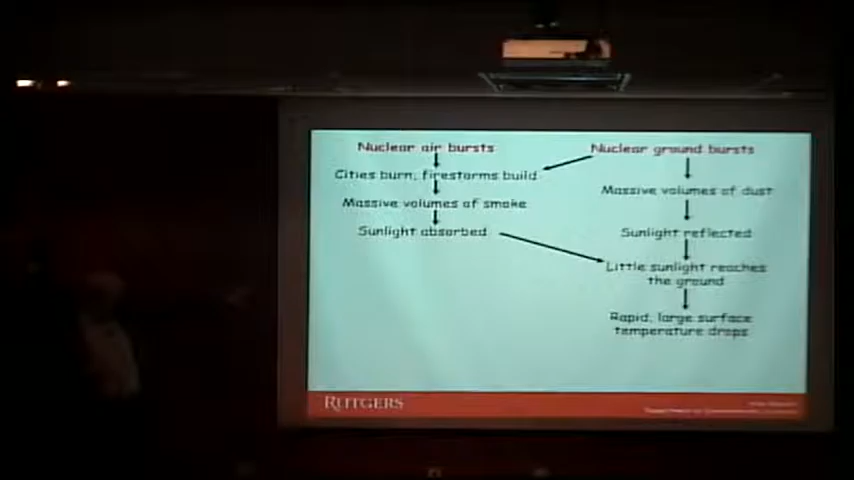 Nuclear air bursts
Cities burn, firestorms build
Massive volumes of smoke
Sunlight absorbed
Nuclear ground bursts
Massive volumes of dust
Sunlight reflected
Little sunlight reaches
the ground
Rapid, large surface
temperature drops
RUTGERS